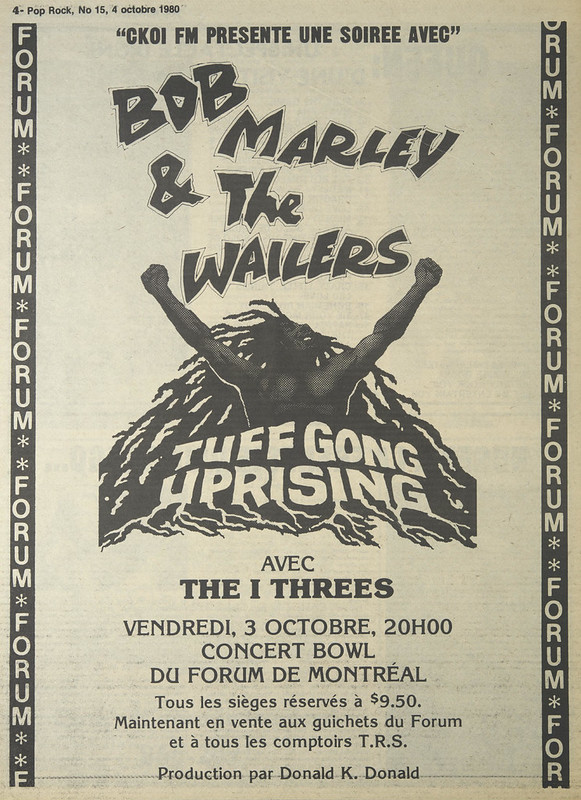 4- Pop Rock, No 15, 4 octobre 1980
"CKOI FM PRESENTE UNE SOIREE AVEC"
BOB
MARLEY
& The
WAILERS
TUFF GONG
UPRISING
AVEC
THE I THREES
VENDREDI, 3 OCTOBRE, 20H00
CONCERT BOWL
DU FORUM DE MONTRÉAL
Tous les sièges réservés à $9.50.
Maintenant en vente aux guichets du Forum
et à tous les comptoirs T.R.S.
Production par Donald K. Donald
FORUM**FORUM*FORUM**FORUM*FORUM**F
ORUM*FORUM**FORUM*FORUM**FORUM*FOR